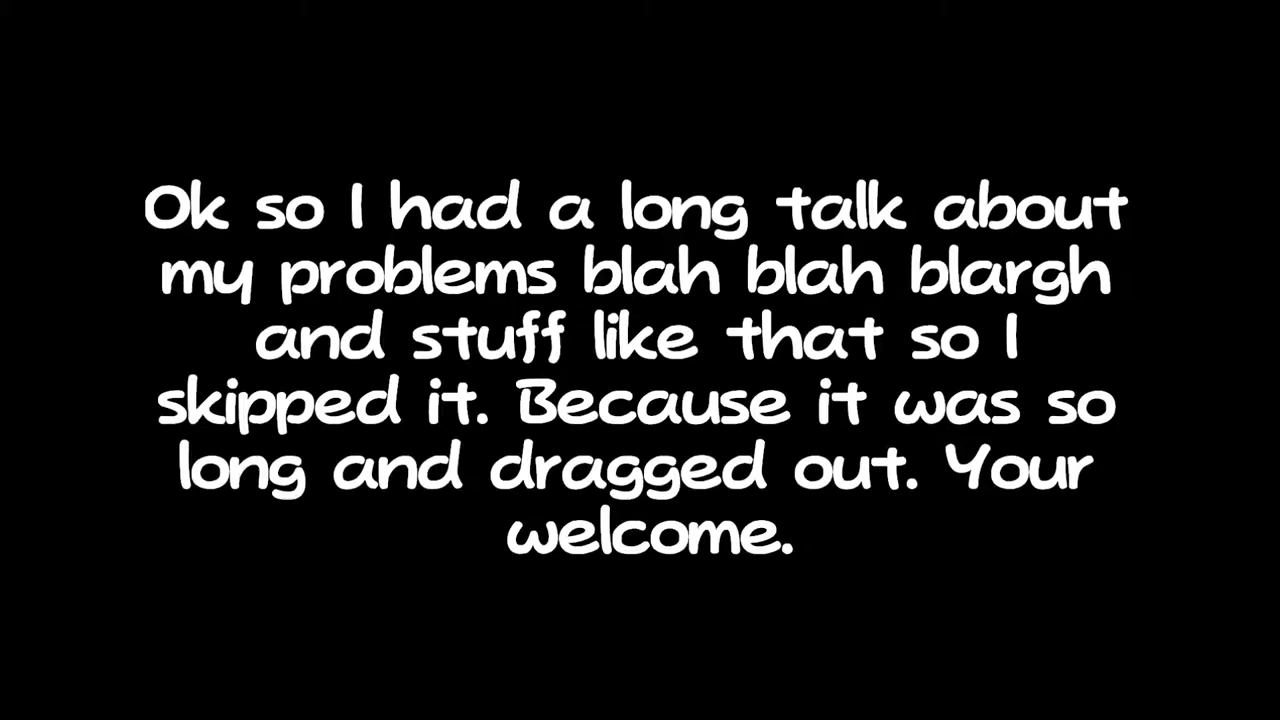 Ok so I had a long talk about
my problems blah blah blargh
and stuff like that so I
skipped it. Because it was so
long and dragged out. Your
welcome.